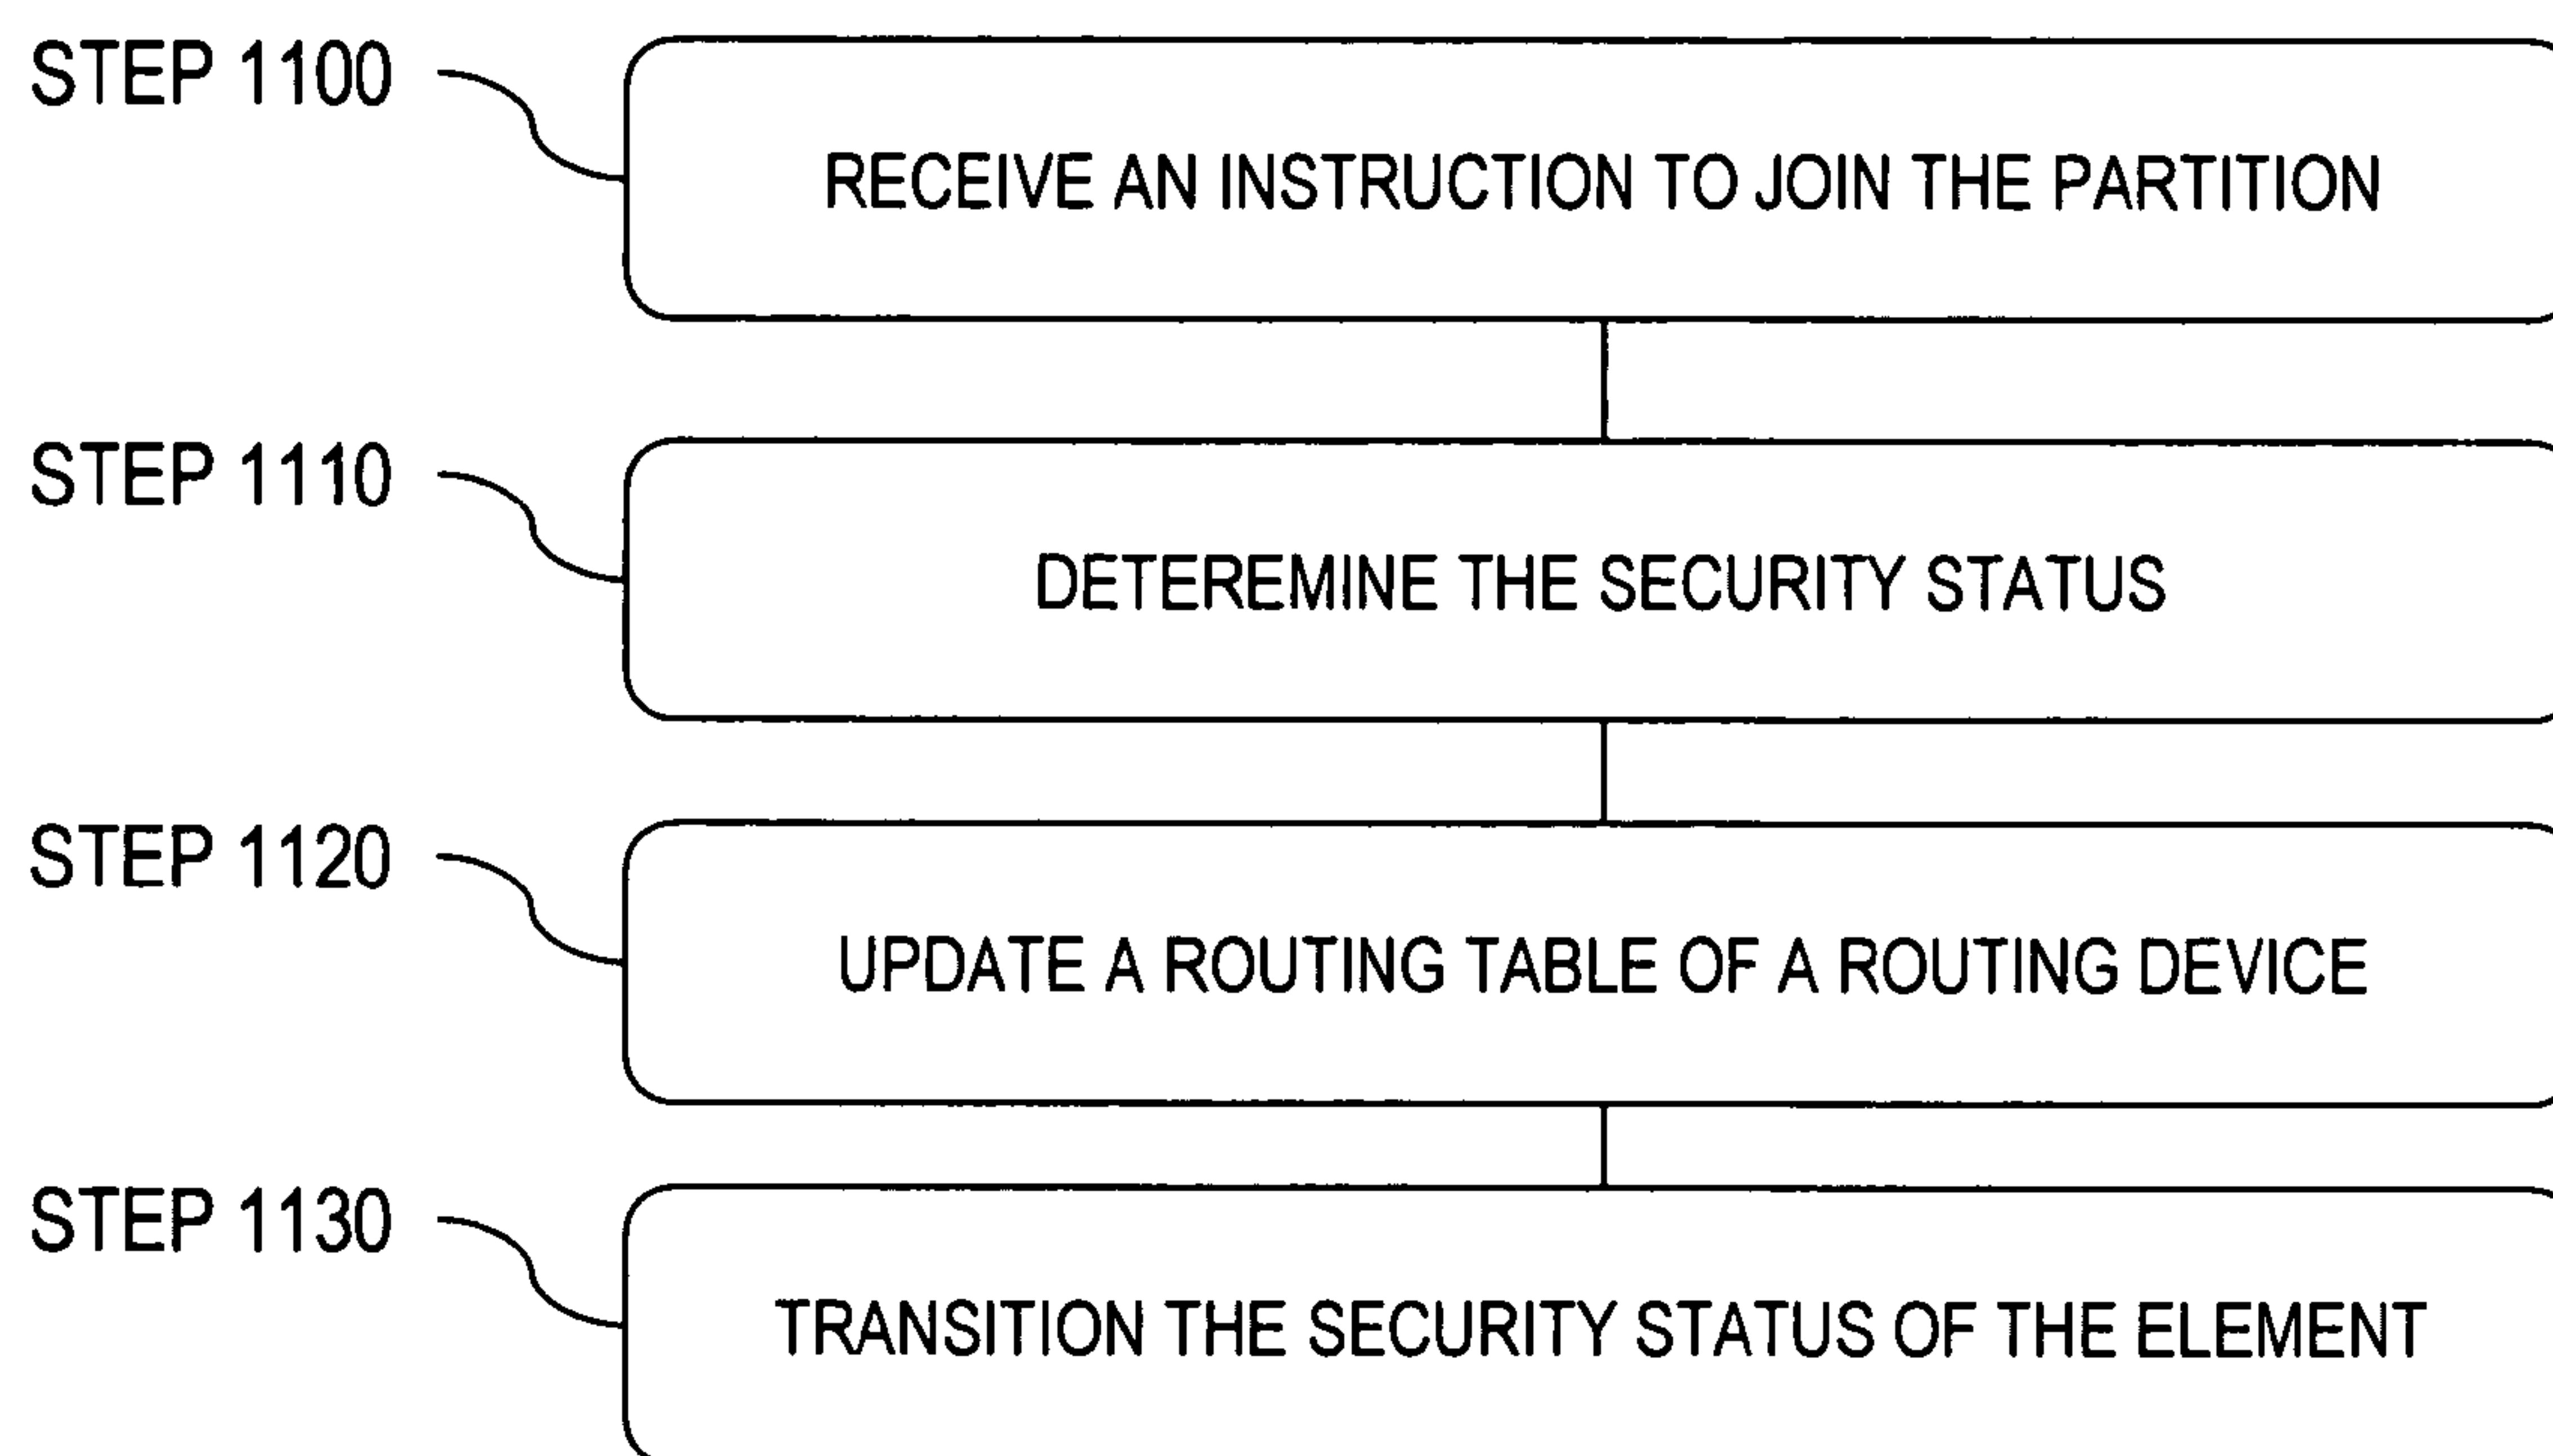 STEP 1100
RECEIVE AN INSTRUCTION TO JOIN THE PARTITION
STEP 1110
DETEREMINE THE SECURITY STATUS
STEP 1120
UPDATE A ROUTING TABLE OF A ROUTING DEVICE
STEP 1130
TRANSITION THE SECURITY STATUS OF THE ELEMENT